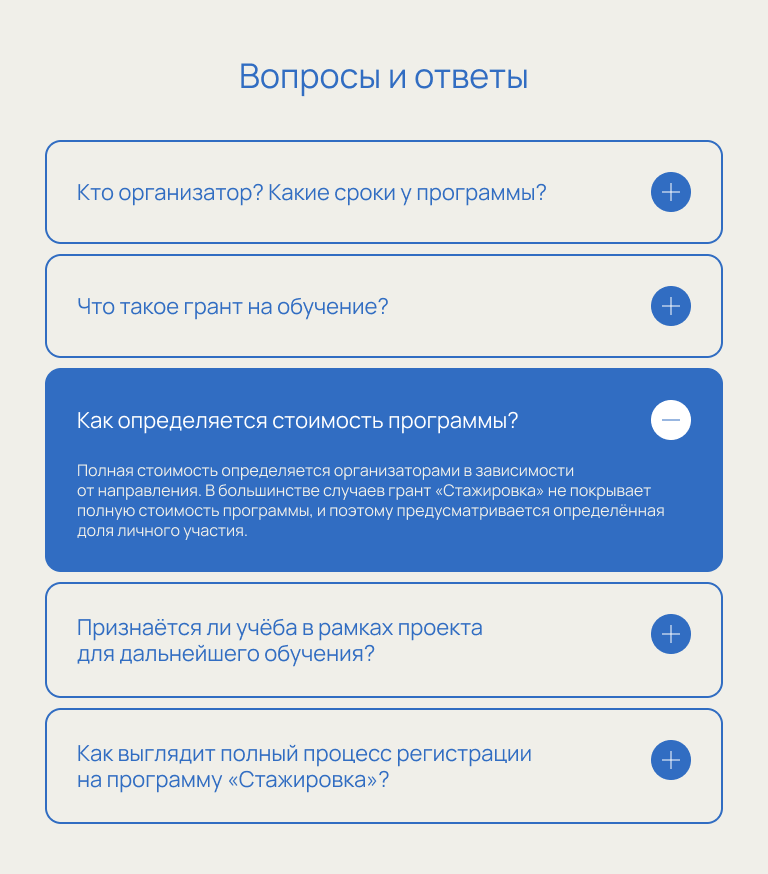 Вопросы и ответы
Кто организатор? Какие сроки у программы?
Что такое грант на обучение?
Как определяется стоимость программы?
Полная стоимость определяется организаторами в зависимости
от направления. В большинстве случаев грант «Стажировка» не покрывает
полную стоимость программы, и поэтому предусматривается определённая
доля личного участия.
Признаётся ли учёба в рамках проекта
для дальнейшего обучения?
Как выглядит полный процесс регистрации
на программу «Стажировка»?